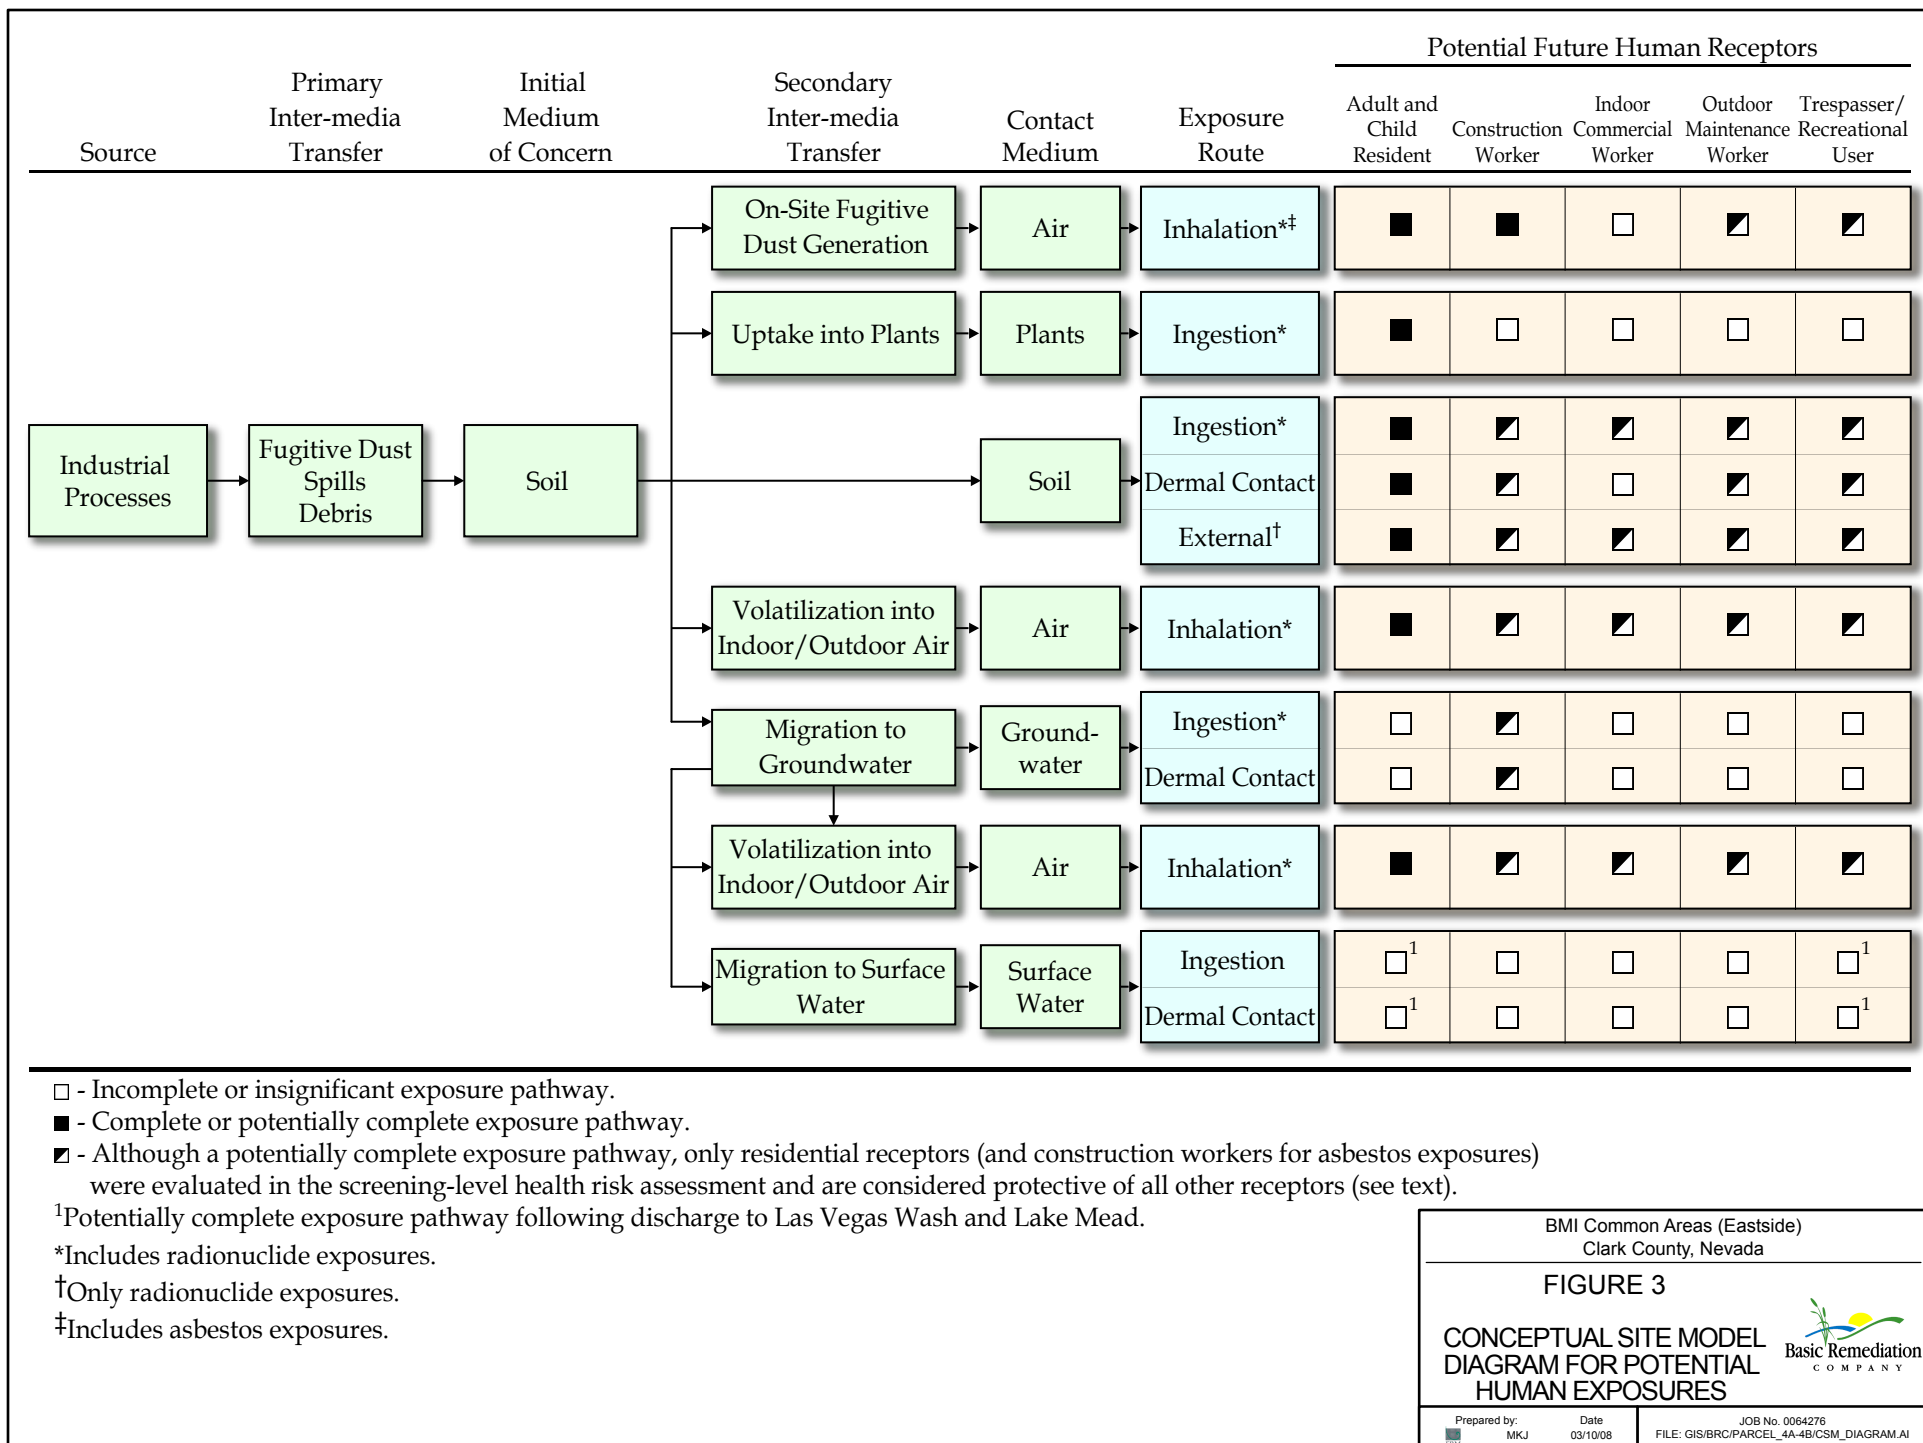 Potential Future Human Receptors
Source
Primary
Inter-media
Transfer
Initial
Medium
of Concern
Secondary
Inter-media
Transfer
Contact
Medium
Exposure
Route
Adult and
Child
Resident
Construction
Worker
Indoor
Commercial
Worker
Outdoor
Maintenance
Worker
Trespasser/
Recreational
User
On-Site Fugitive
Dust Generation
Air
Inhalation*‡
Uptake into Plants
Plants
Ingestion*
Industrial
Processes
Fugitive Dust
Spills
Debris
Soil
Soil
Ingestion*
Dermal Contact
External†
Volatilization into
Indoor/Outdoor Air
Air
Inhalation*
Migration to
Groundwater
Ground-
water
Ingestion*
Dermal Contact
Volatilization into
Indoor/Outdoor Air
Air
Inhalation*
Migration to Surface
Water
Surface
Water
Ingestion
1
1
Dermal Contact
1
1
□ - Incomplete or insignificant exposure pathway.
■ - Complete or potentially complete exposure pathway.
◩ - Although a potentially complete exposure pathway, only residential receptors (and construction workers for asbestos exposures)
were evaluated in the screening-level health risk assessment and are considered protective of all other receptors (see text).
¹Potentially complete exposure pathway following discharge to Las Vegas Wash and Lake Mead.
*Includes radionuclide exposures.
†Only radionuclide exposures.
‡Includes asbestos exposures.
BMI Common Areas (Eastside)
Clark County, Nevada
FIGURE 3
CONCEPTUAL SITE MODEL
DIAGRAM FOR POTENTIAL
HUMAN EXPOSURES
Basic Remediation
COMPANY
Prepared by:
MKJ
Date
03/10/08
JOB No. 0064276
FILE: GIS/BRC/PARCEL_4A-4B/CSM_DIAGRAM.AI